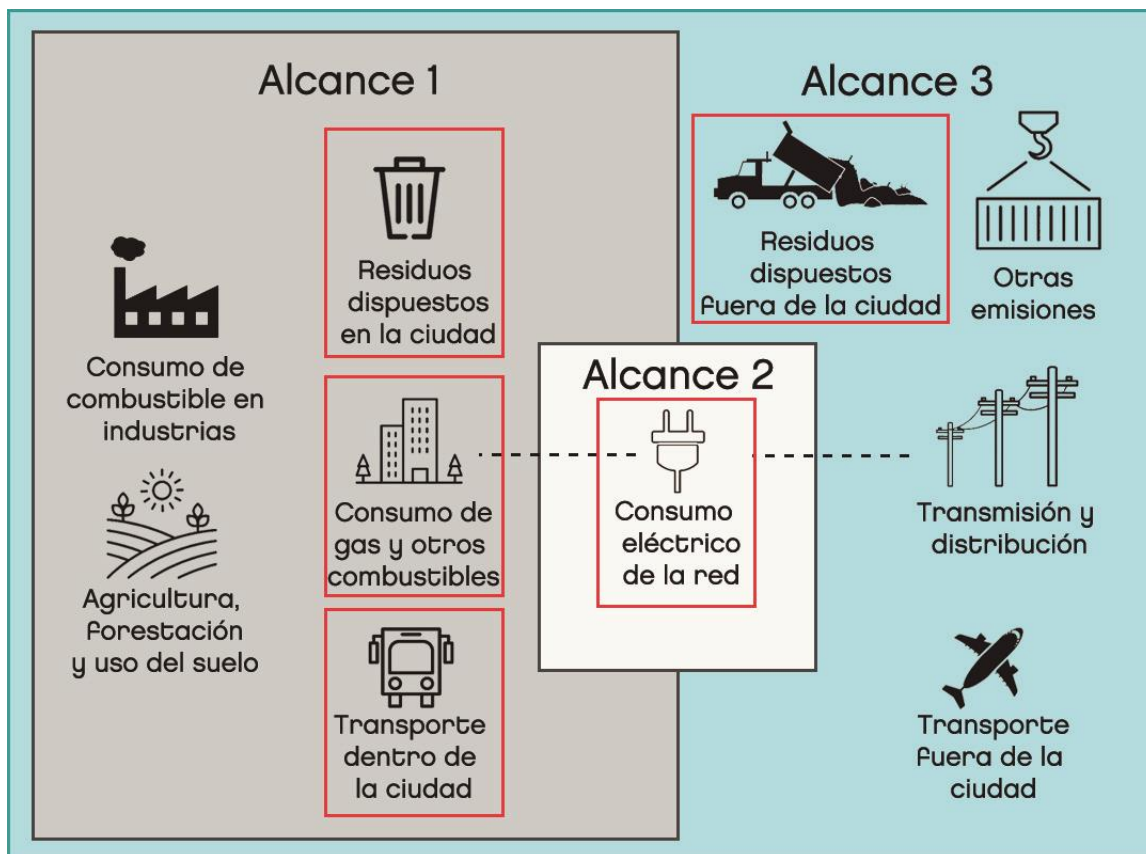 Alcance 1
Residuos
dispuestos
en la ciudad
Consumo de
combustible en
industrias
Consumo de
gas y otros
combustibles
Agricultura,
forestación
y uso del suelo
Transporte
dentro de
la ciudad
Alcance 2
Consumo
eléctrico
de la red
Alcance 3
Residuos
dispuestos
fuera de la ciudad
Otras
emisiones
Transmisión y
distribución
Transporte
fuera de la
ciudad